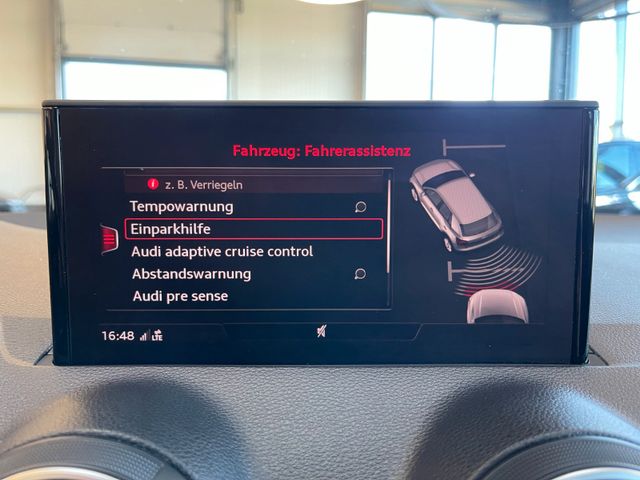 Fahrzeug: Fahrerassistenz
z. B. Verriegeln
Tempowarnung
Einparkhilfe
Audi adaptive cruise control
Abstandswarnung
Audi pre sense
16:48 LTE